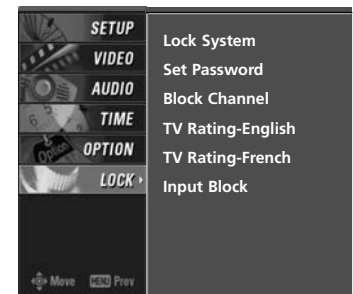 SETUP
VIDEO
AUDIO
TIME
OPTION
LOCK
Move MENU Prev
Lock System
Set Password
Block Channel
TV Rating-English
TV Rating-French
Input Block